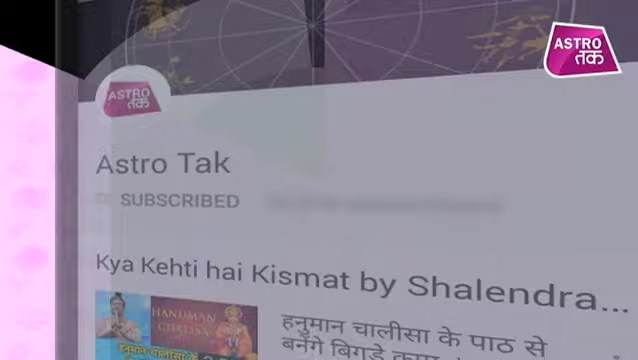 ASTRO
तक
ASTRO
तक
Astro Tak
SUBSCRIBED
Kya Kehti hai Kismat by Shalendra...
HANUMAN
CHALISA
हनुमान चालीसा के पाठ से
बनेंगे बिगड़े काम